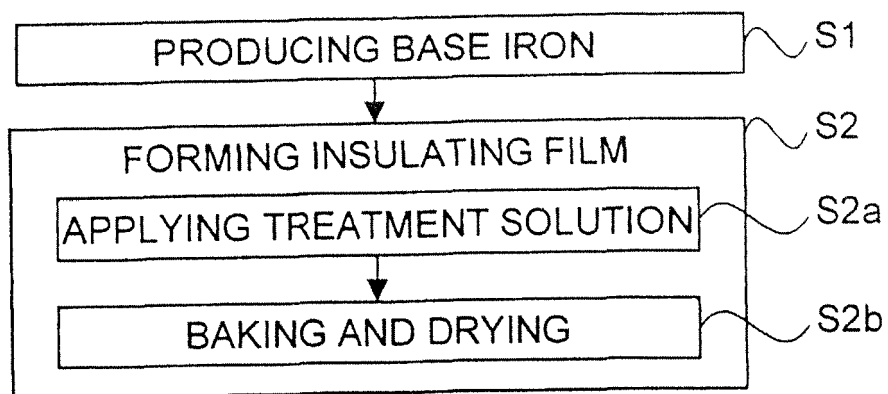 PRODUCING BASE IRON S1
FORMING INSULATING FILM S2
APPLYING TREATMENT SOLUTION S2a
BAKING AND DRYING S2b